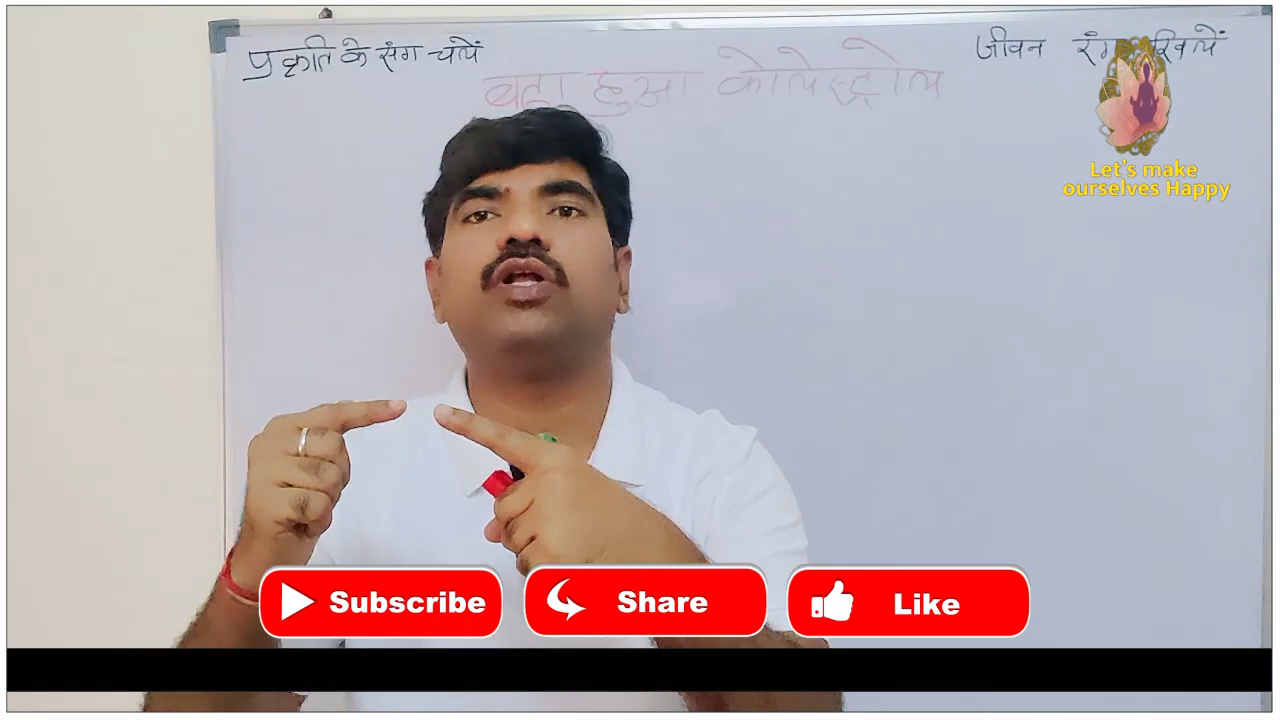 प्रकृति के संग चलें
जीवन
बढ़ा हुआ कोलेस्ट्रोल
Let's make
ourselves Happy
Subscribe
Share
Like